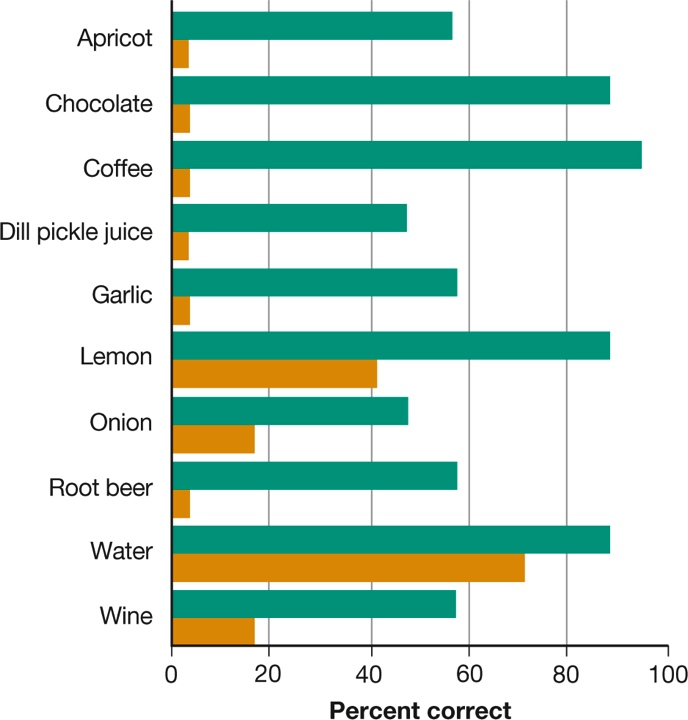 Apricot
Chocolate
Coffee
Dill pickle juice
Garlic
Lemon
Onion
Root beer
Water
Wine
0 20 40 60 80 100
Percent correct